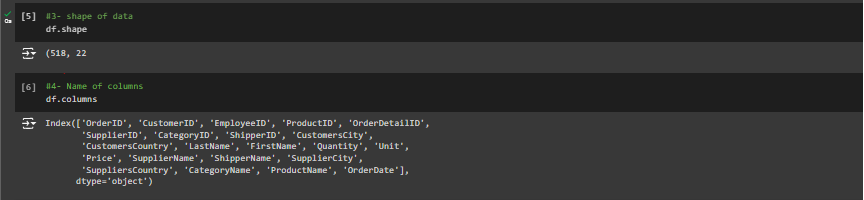 [5] #3- shape of data
df.shape
(518, 22
[6] #4- Name of columns
df.columns
Index(['OrderID', 'CustomerID', 'EmployeeID', 'ProductID', 'OrderDetailID',
'SupplierID', 'CategoryID', 'ShipperID', 'CustomersCity',
'CustomersCountry', 'LastName', 'FirstName', 'Quantity', 'Unit',
'Price', 'SupplierName', 'ShipperName', 'SupplierCity',
'SuppliersCountry', 'CategoryName', 'ProductName', 'OrderDate'],
dtype='object')